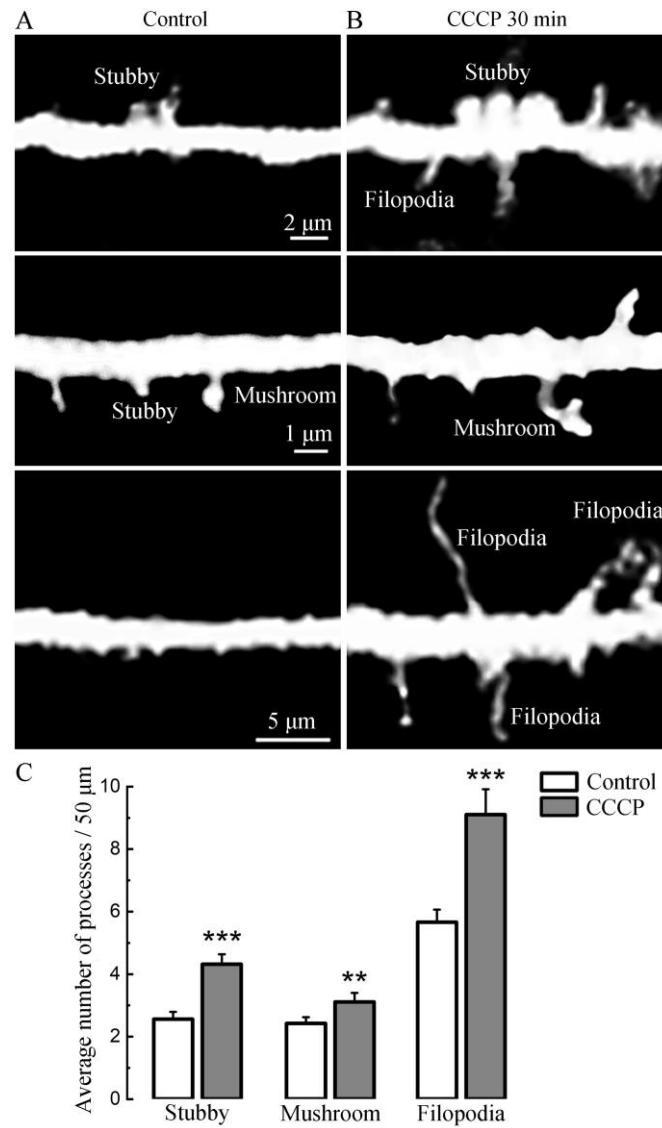 A
Control
B
CCCP 30 min
Stubby
Stubby
Filopodia
2 μm
Stubby
Mushroom
1 μm
Mushroom
Filopodia
Filopodia
Filopodia
5 μm
C
Average number of processes / 50 μm
10
8
6
4
2
0
***
**
***
Control
CCCP
Stubby
Mushroom
Filopodia